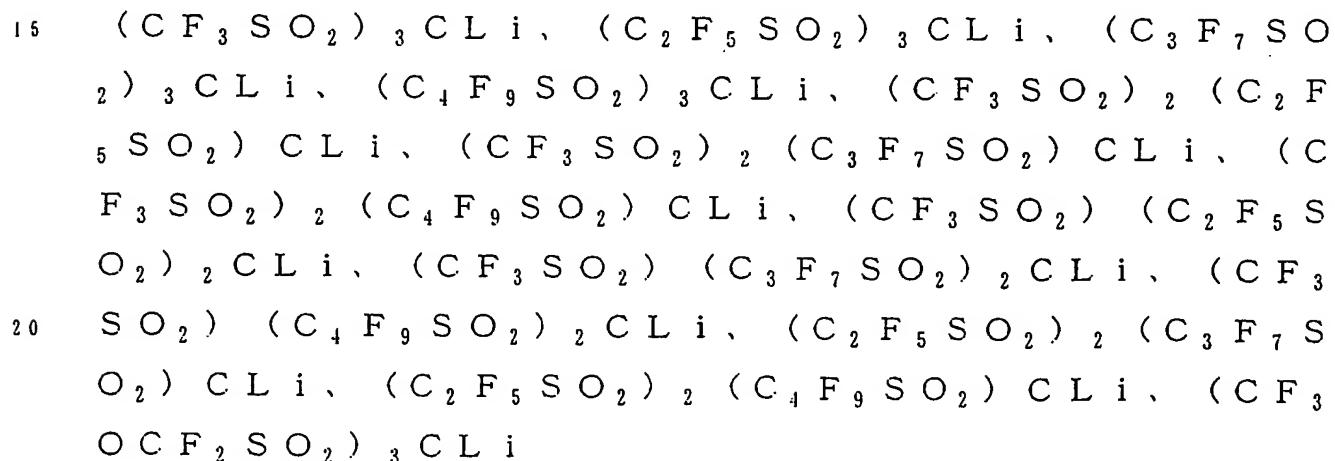 15 (CF₃SO₂)₃CLi、(C₂F₅SO₂)₃CLi、(C₃F₇SO
₂)₃CLi、(C₄F₉SO₂)₃CLi、(CF₃SO₂)₂(C₂F
₅SO₂)CLi、(CF₃SO₂)₂(C₃F₇SO₂)CLi、(C
F₃SO₂)₂(C₄F₉SO₂)CLi、(CF₃SO₂)(C₂F₅S
O₂)₂CLi、(CF₃SO₂)(C₃F₇SO₂)₂CLi、(CF₃
20 SO₂)(C₄F₉SO₂)₂CLi、(C₂F₅SO₂)₂(C₃F₇S
O₂)CLi、(C₂F₅SO₂)₂(C₄F₉SO₂)CLi、(CF₃
OCF₂SO₂)₃CLi